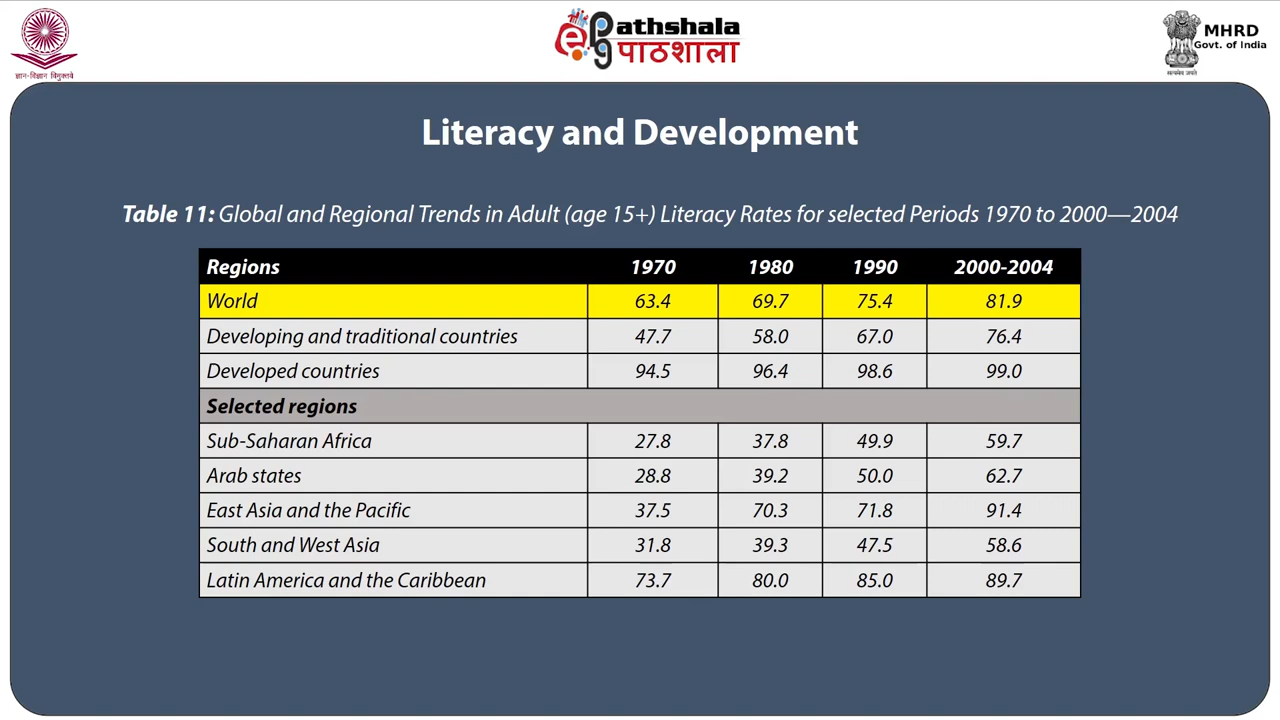 ज्ञान-विज्ञान विमुक्तये
ePathshala
पाठशाला
MHRD
Govt. of India
सत्यमेव जयते
Literacy and Development
Table 11: Global and Regional Trends in Adult (age 15+) Literacy Rates for selected Periods 1970 to 2000—2004
Regions 1970 1980 1990 2000-2004
World 63.4 69.7 75.4 81.9
Developing and traditional countries 47.7 58.0 67.0 76.4
Developed countries 94.5 96.4 98.6 99.0
Selected regions
Sub-Saharan Africa 27.8 37.8 49.9 59.7
Arab states 28.8 39.2 50.0 62.7
East Asia and the Pacific 37.5 70.3 71.8 91.4
South and West Asia 31.8 39.3 47.5 58.6
Latin America and the Caribbean 73.7 80.0 85.0 89.7